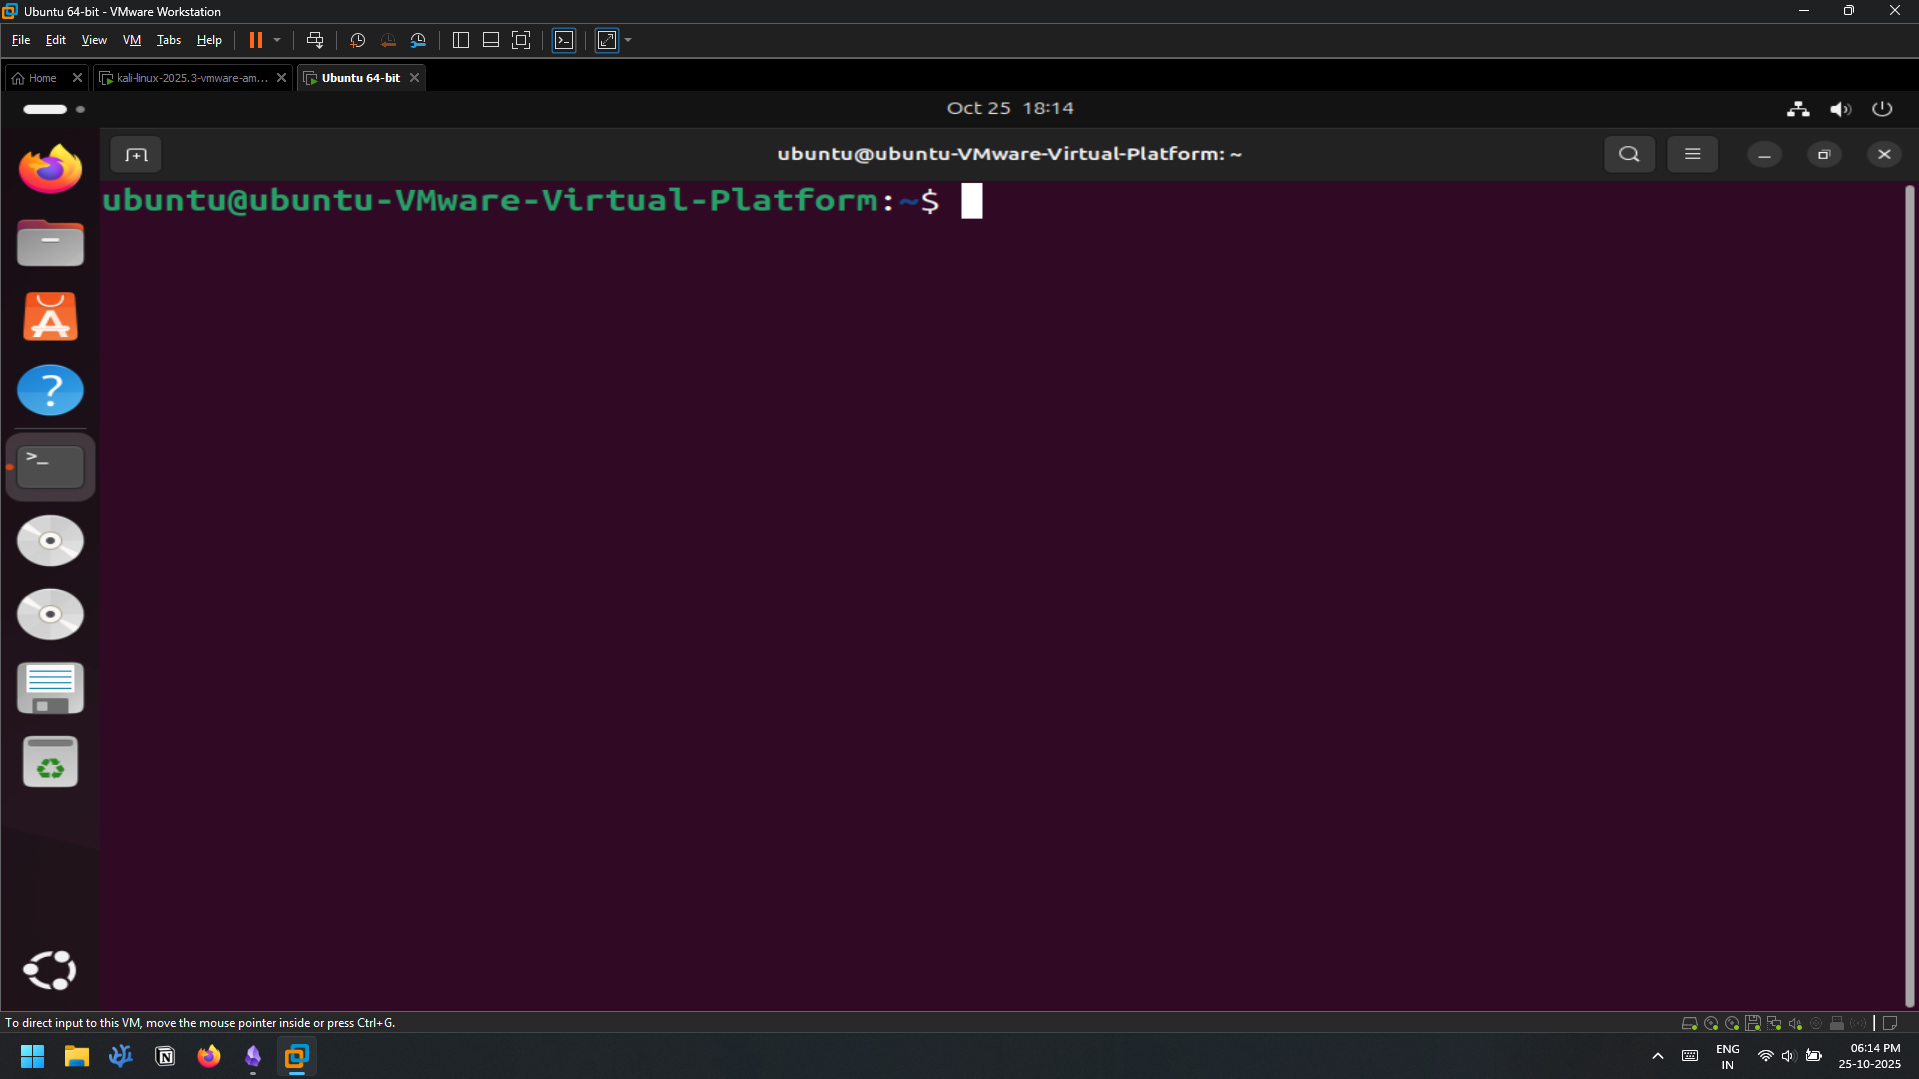 Ubuntu 64-bit - VMware Workstation
File Edit View VM Tabs Help
Home kali-linux-2025.3-vmware-am... Ubuntu 64-bit
Oct 25 18:14
ubuntu@ubuntu-VMware-Virtual-Platform: ~
ubuntu@ubuntu-VMware-Virtual-Platform:~$
To direct input to this VM, move the mouse pointer inside or press Ctrl+G.
ENG
IN
06:14 PM
25-10-2025